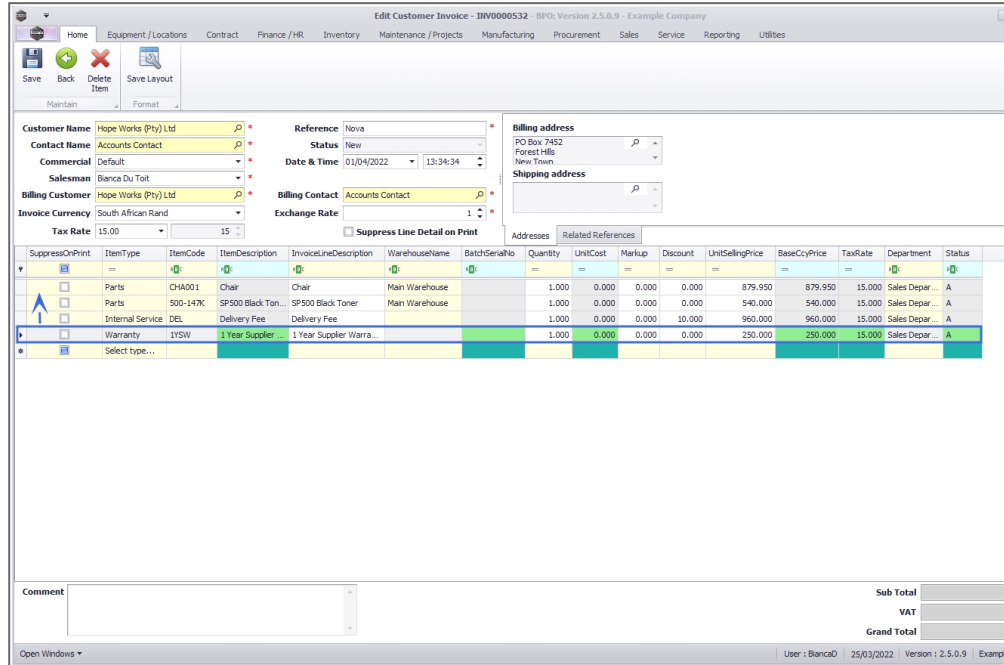 Edit Customer Invoice - INV0000532 - BPO: Version 2.5.0.9 - Example Company
Home Equipment / Locations Contract Finance / HR Inventory Maintenance / Projects Manufacturing Procurement Sales Service Reporting Utilities
Save Back Delete Item Save Layout
Maintain Format
Customer Name Hope Works (Pty) Ltd * Reference Nova * Billing address
Contact Name Accounts Contact * Status New PO Box 7452
Forest Hills
New Town
Commercial Default * Date & Time 01/04/2022 13:34:34
Salesman Bianca Du Toit * Shipping address
Billing Customer Hope Works (Pty) Ltd * Billing Contact Accounts Contact *
Invoice Currency South African Rand Exchange Rate 1 *
Tax Rate 15.00 15 Suppress Line Detail on Print Addresses Related References
SuppressOnPrint ItemType ItemCode ItemDescription InvoiceLineDescription WarehouseName BatchSerialNo Quantity UnitCost Markup Discount UnitSellingPrice BaseCcyPrice TaxRate Department Status
Parts CHA001 Chair Chair Main Warehouse 1.000 0.000 0.000 0.000 879.950 879.950 15.000 Sales Depar... A
Parts 500-147K SP500 Black Ton... SP500 Black Toner Main Warehouse 1.000 0.000 0.000 0.000 540.000 540.000 15.000 Sales Depar... A
Internal Service DEL Delivery Fee Delivery Fee 1.000 0.000 0.000 10.000 960.000 960.000 15.000 Sales Depar... A
Warranty 1YSW 1 Year Supplier ... 1 Year Supplier Warra... 1.000 0.000 0.000 0.000 250.000 250.000 15.000 Sales Depar... A
Select type...
Comment Sub Total
VAT
Grand Total
Open Windows User : BiancaD 25/03/2022 Version : 2.5.0.9